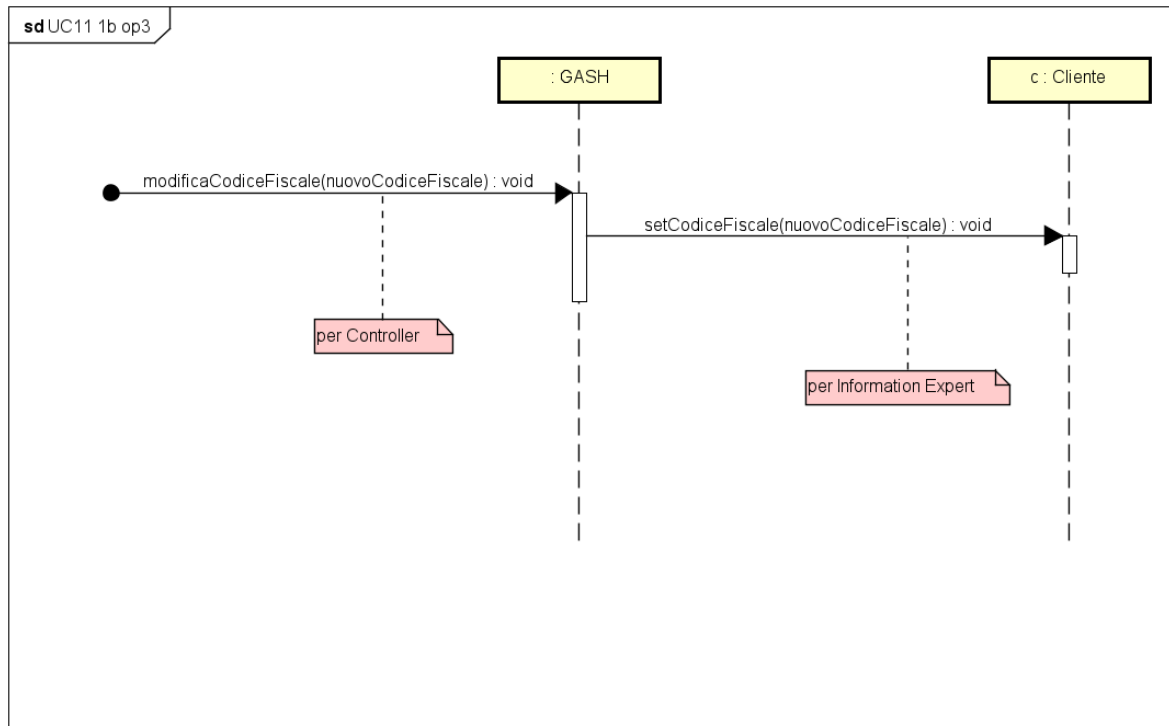 sd UC11 1b op3
: GASH
c : Cliente
modificaCodiceFiscale(nuovoCodiceFiscale) : void
setCodiceFiscale(nuovoCodiceFiscale) : void
per Controller
per Information Expert